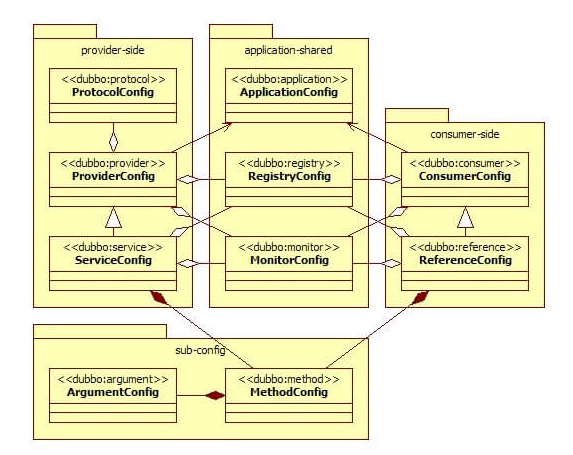 provider-side
application-shared
<<dubbo:protocol>>
ProtocolConfig
<<dubbo:application>>
ApplicationConfig
consumer-side
<<dubbo:provider>>
ProviderConfig
<<dubbo:registry>>
RegistryConfig
<<dubbo:consumer>>
ConsumerConfig
<<dubbo:service>>
ServiceConfig
<<dubbo:monitor>>
MonitorConfig
<<dubbo:reference>>
ReferenceConfig
sub-config
<<dubbo:argument>>
ArgumentConfig
<<dubbo:method>>
MethodConfig